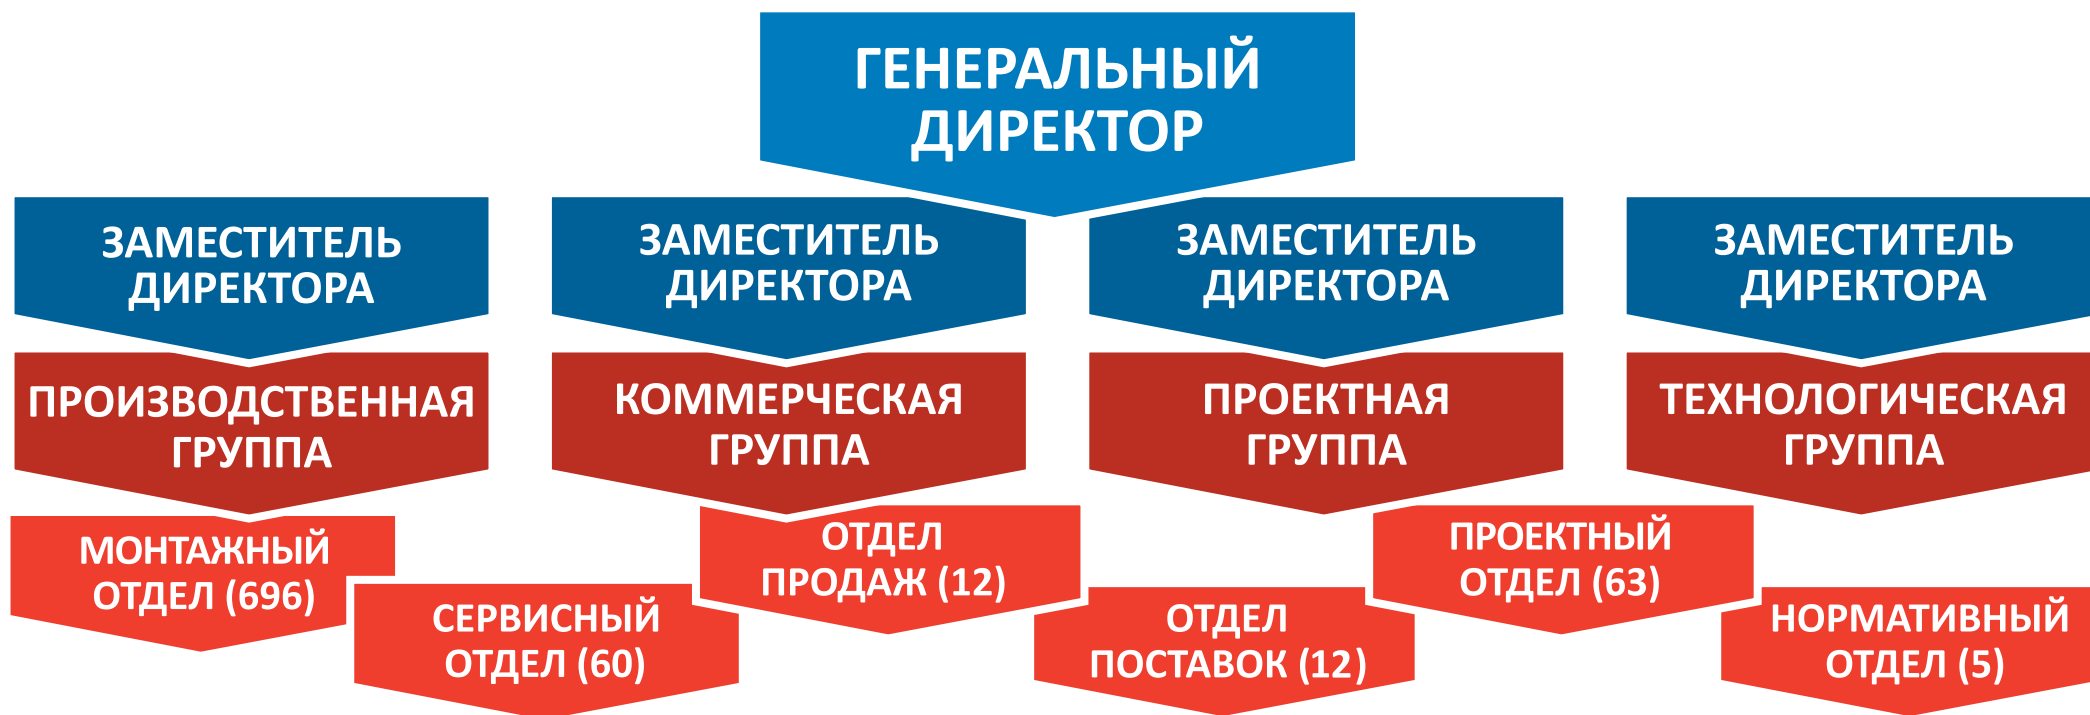 ГЕНЕРАЛЬНЫЙ
ДИРЕКТОР
ЗАМЕСТИТЕЛЬ
ДИРЕКТОРА
ЗАМЕСТИТЕЛЬ
ДИРЕКТОРА
ЗАМЕСТИТЕЛЬ
ДИРЕКТОРА
ЗАМЕСТИТЕЛЬ
ДИРЕКТОРА
ПРОИЗВОДСТВЕННАЯ
ГРУППА
КОММЕРЧЕСКАЯ
ГРУППА
ПРОЕКТНАЯ
ГРУППА
ТЕХНОЛОГИЧЕСКАЯ
ГРУППА
МОНТАЖНЫЙ
ОТДЕЛ (696)
СЕРВИСНЫЙ
ОТДЕЛ (60)
ОТДЕЛ
ПРОДАЖ (12)
ОТДЕЛ
ПОСТАВОК (12)
ПРОЕКТНЫЙ
ОТДЕЛ (63)
НОРМАТИВНЫЙ
ОТДЕЛ (5)